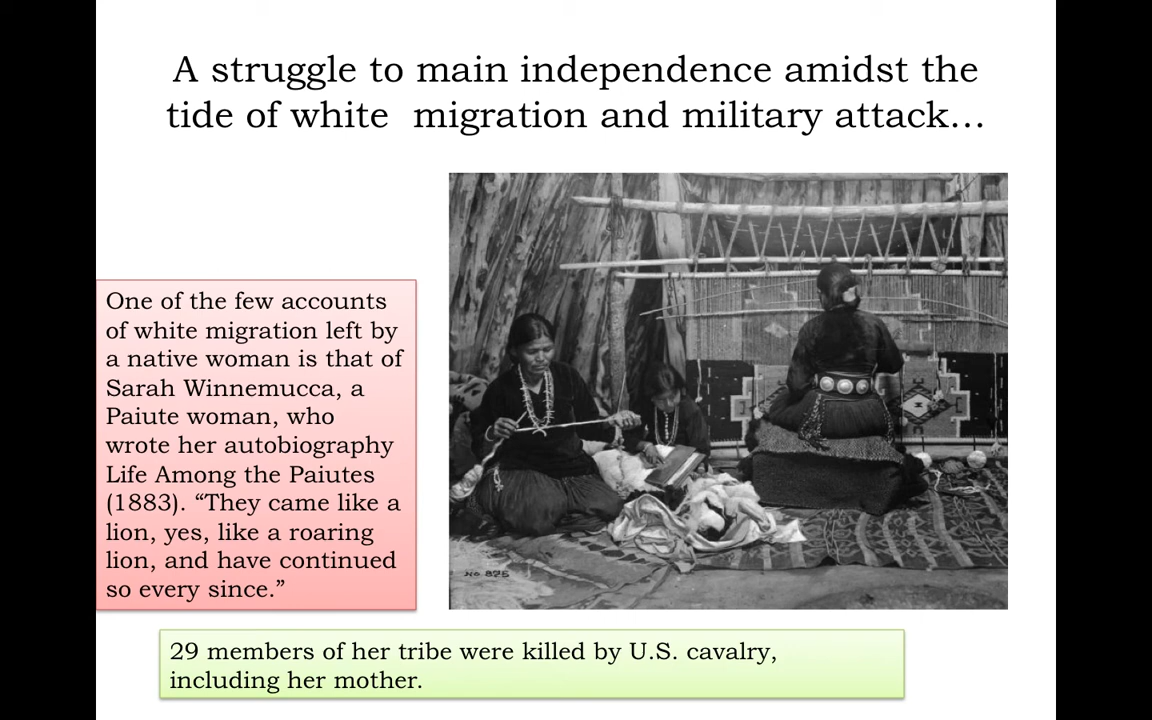 A struggle to main independence amidst the
tide of white  migration and military attack…
One of the few accounts
of white migration left by
a native woman is that of
Sarah Winnemucca, a
Paiute woman, who
wrote her autobiography
Life Among the Paiutes
(1883). “They came like a
lion, yes, like a roaring
lion, and have continued
so every since.”
No 825
29 members of her tribe were killed by U.S. cavalry,
including her mother.